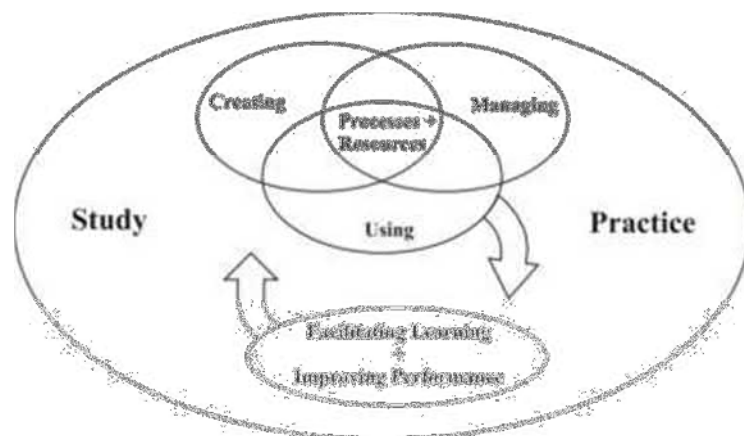 Creating
Managing
Processes +
Resources
Study
Practice
Using
Facilitating Learning
+
Improving Performance